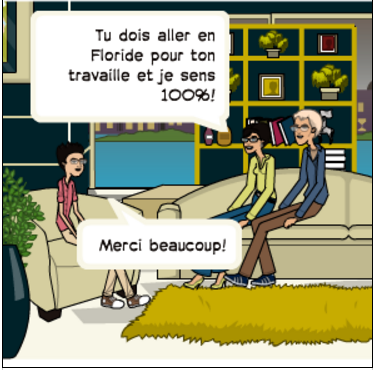 Tu dois aller en
Floride pour ton
travaille et je sens
100%!
Merci beaucoup!